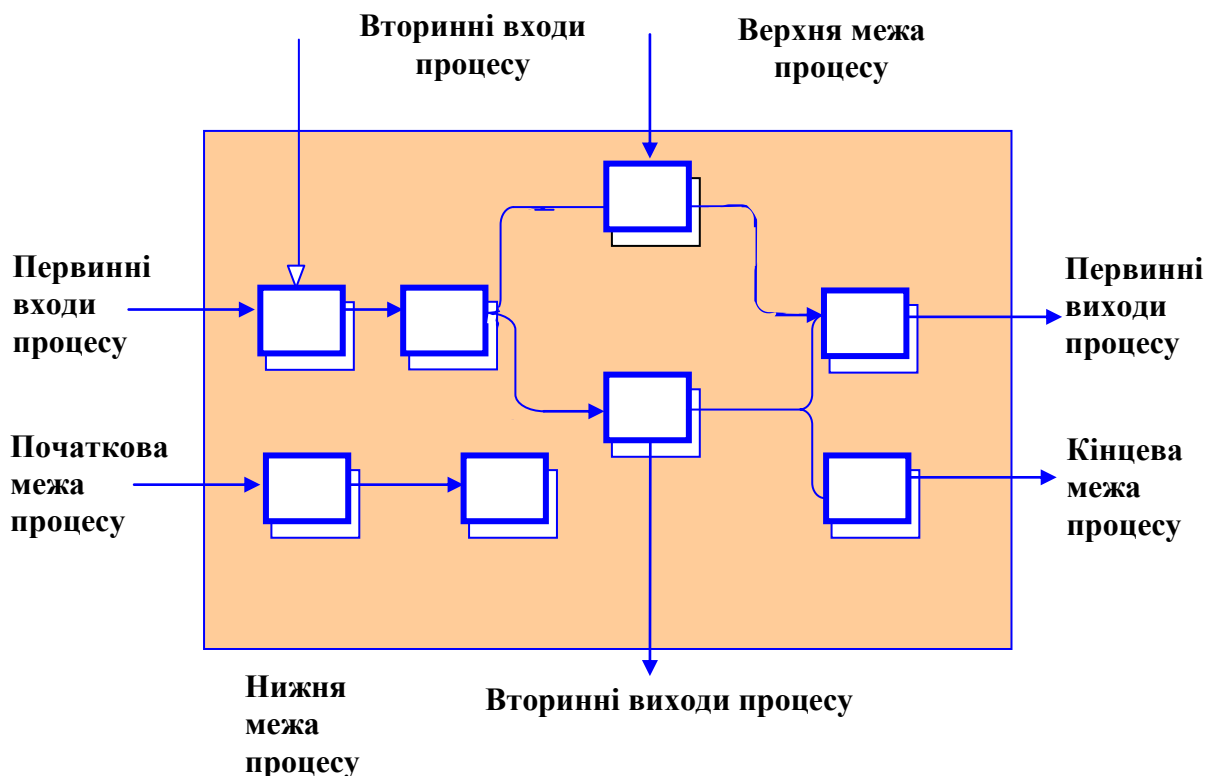 Вторинні входи
процесу
Верхня межа
процесу
Первинні
входи
процесу
Первинні
виходи
процесу
Початкова
межа
процесу
Кінцева
межа
процесу
Нижня
межа
процесу
Вторинні виходи процесу